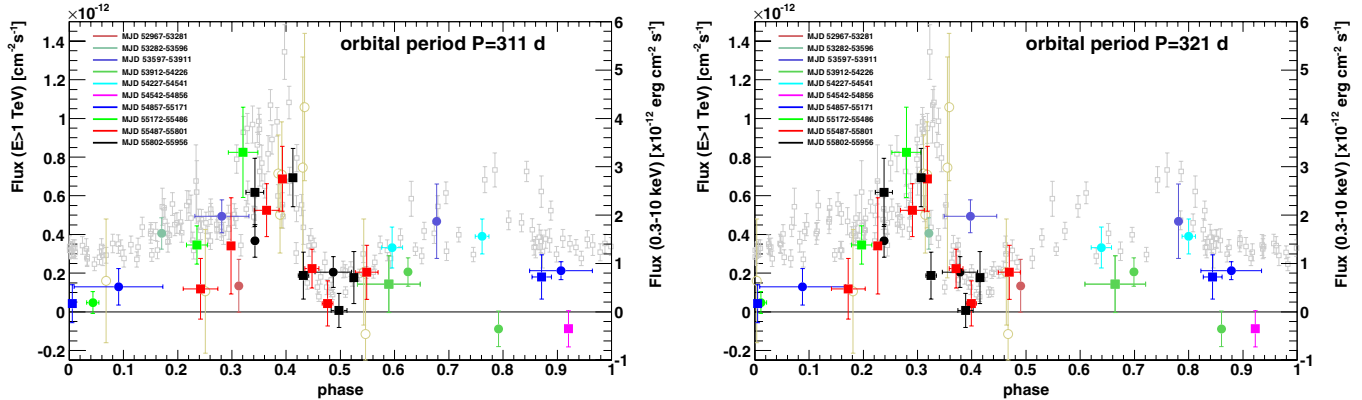 ×10⁻¹²
orbital period P=311 d
MJD 52967-53281
MJD 53282-53596
MJD 53597-53911
MJD 53912-54226
MJD 54227-54541
MJD 54542-54856
MJD 54857-55171
MJD 55172-55486
MJD 55487-55801
MJD 55802-55956
Flux (E>1 TeV) [cm⁻²s⁻¹]
1.4
1.2
1
0.8
0.6
0.4
0.2
0
-0.2
Flux (0.3-10 keV) [x10⁻¹² erg cm⁻² s⁻¹]
6
5
4
3
2
1
0
-1
0 0.1 0.2 0.3 0.4 0.5 0.6 0.7 0.8 0.9 1
phase
×10⁻¹²
orbital period P=321 d
MJD 52967-53281
MJD 53282-53596
MJD 53597-53911
MJD 53912-54226
MJD 54227-54541
MJD 54542-54856
MJD 54857-55171
MJD 55172-55486
MJD 55487-55801
MJD 55802-55956
Flux (E>1 TeV) [cm⁻²s⁻¹]
1.4
1.2
1
0.8
0.6
0.4
0.2
0
-0.2
Flux (0.3-10 keV) [x10⁻¹² erg cm⁻² s⁻¹]
6
5
4
3
2
1
0
-1
0 0.1 0.2 0.3 0.4 0.5 0.6 0.7 0.8 0.9 1
phase